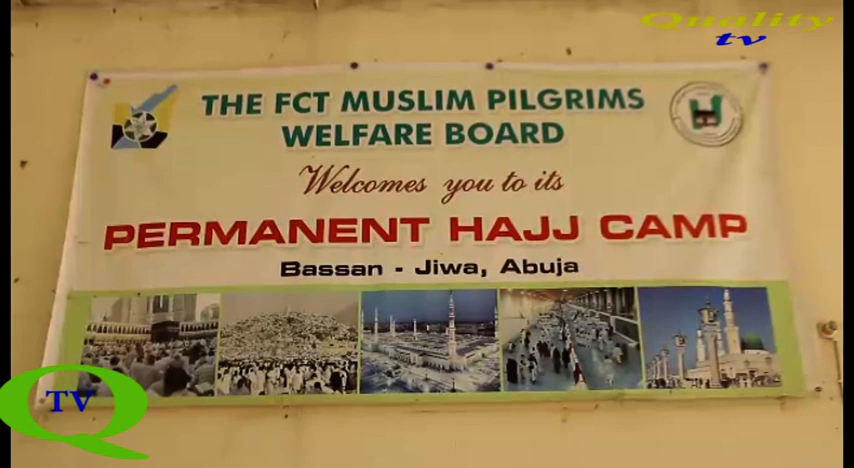 Quality
tv
THE FCT MUSLIM PILGRIMS
WELFARE BOARD
Welcomes you to its
PERMANENT HAJJ CAMP
Bassan - Jiwa, Abuja
TV